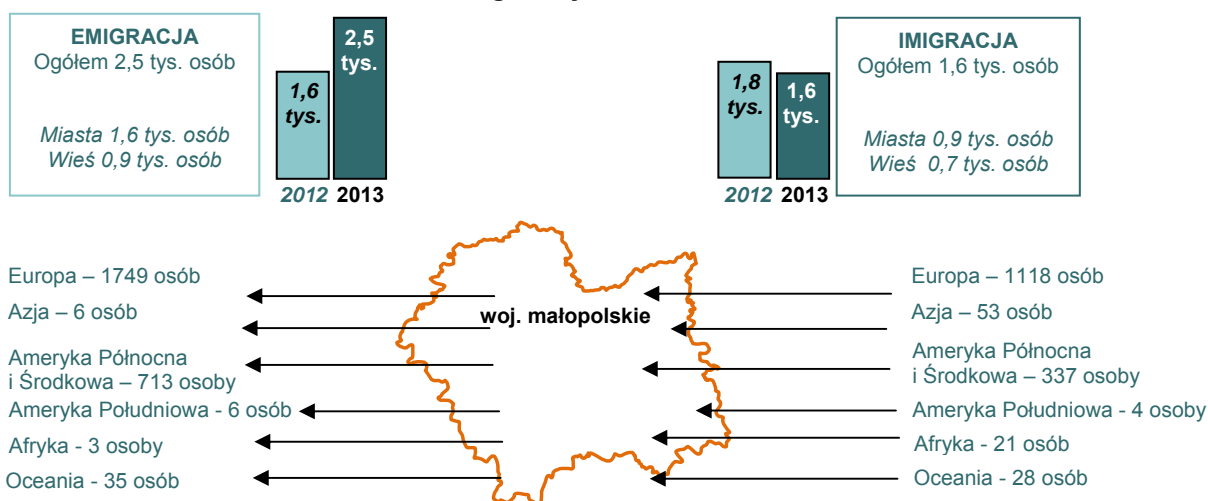 EMIGRACJA
Ogółem 2,5 tys. osób
Miasta 1,6 tys. osób
Wieś 0,9 tys. osób
1,6
tys.
2,5
tys.
2012 2013
1,8
tys.
1,6
tys.
2012 2013
IMIGRACJA
Ogółem 1,6 tys. osób
Miasta 0,9 tys. osób
Wieś 0,7 tys. osób
Europa – 1749 osób
Azja – 6 osób
Ameryka Północna
i Środkowa – 713 osoby
Ameryka Południowa - 6 osób
Afryka - 3 osoby
Oceania - 35 osób
woj. małopolskie
Europa – 1118 osób
Azja – 53 osób
Ameryka Północna
i Środkowa – 337 osoby
Ameryka Południowa - 4 osoby
Afryka - 21 osób
Oceania - 28 osób